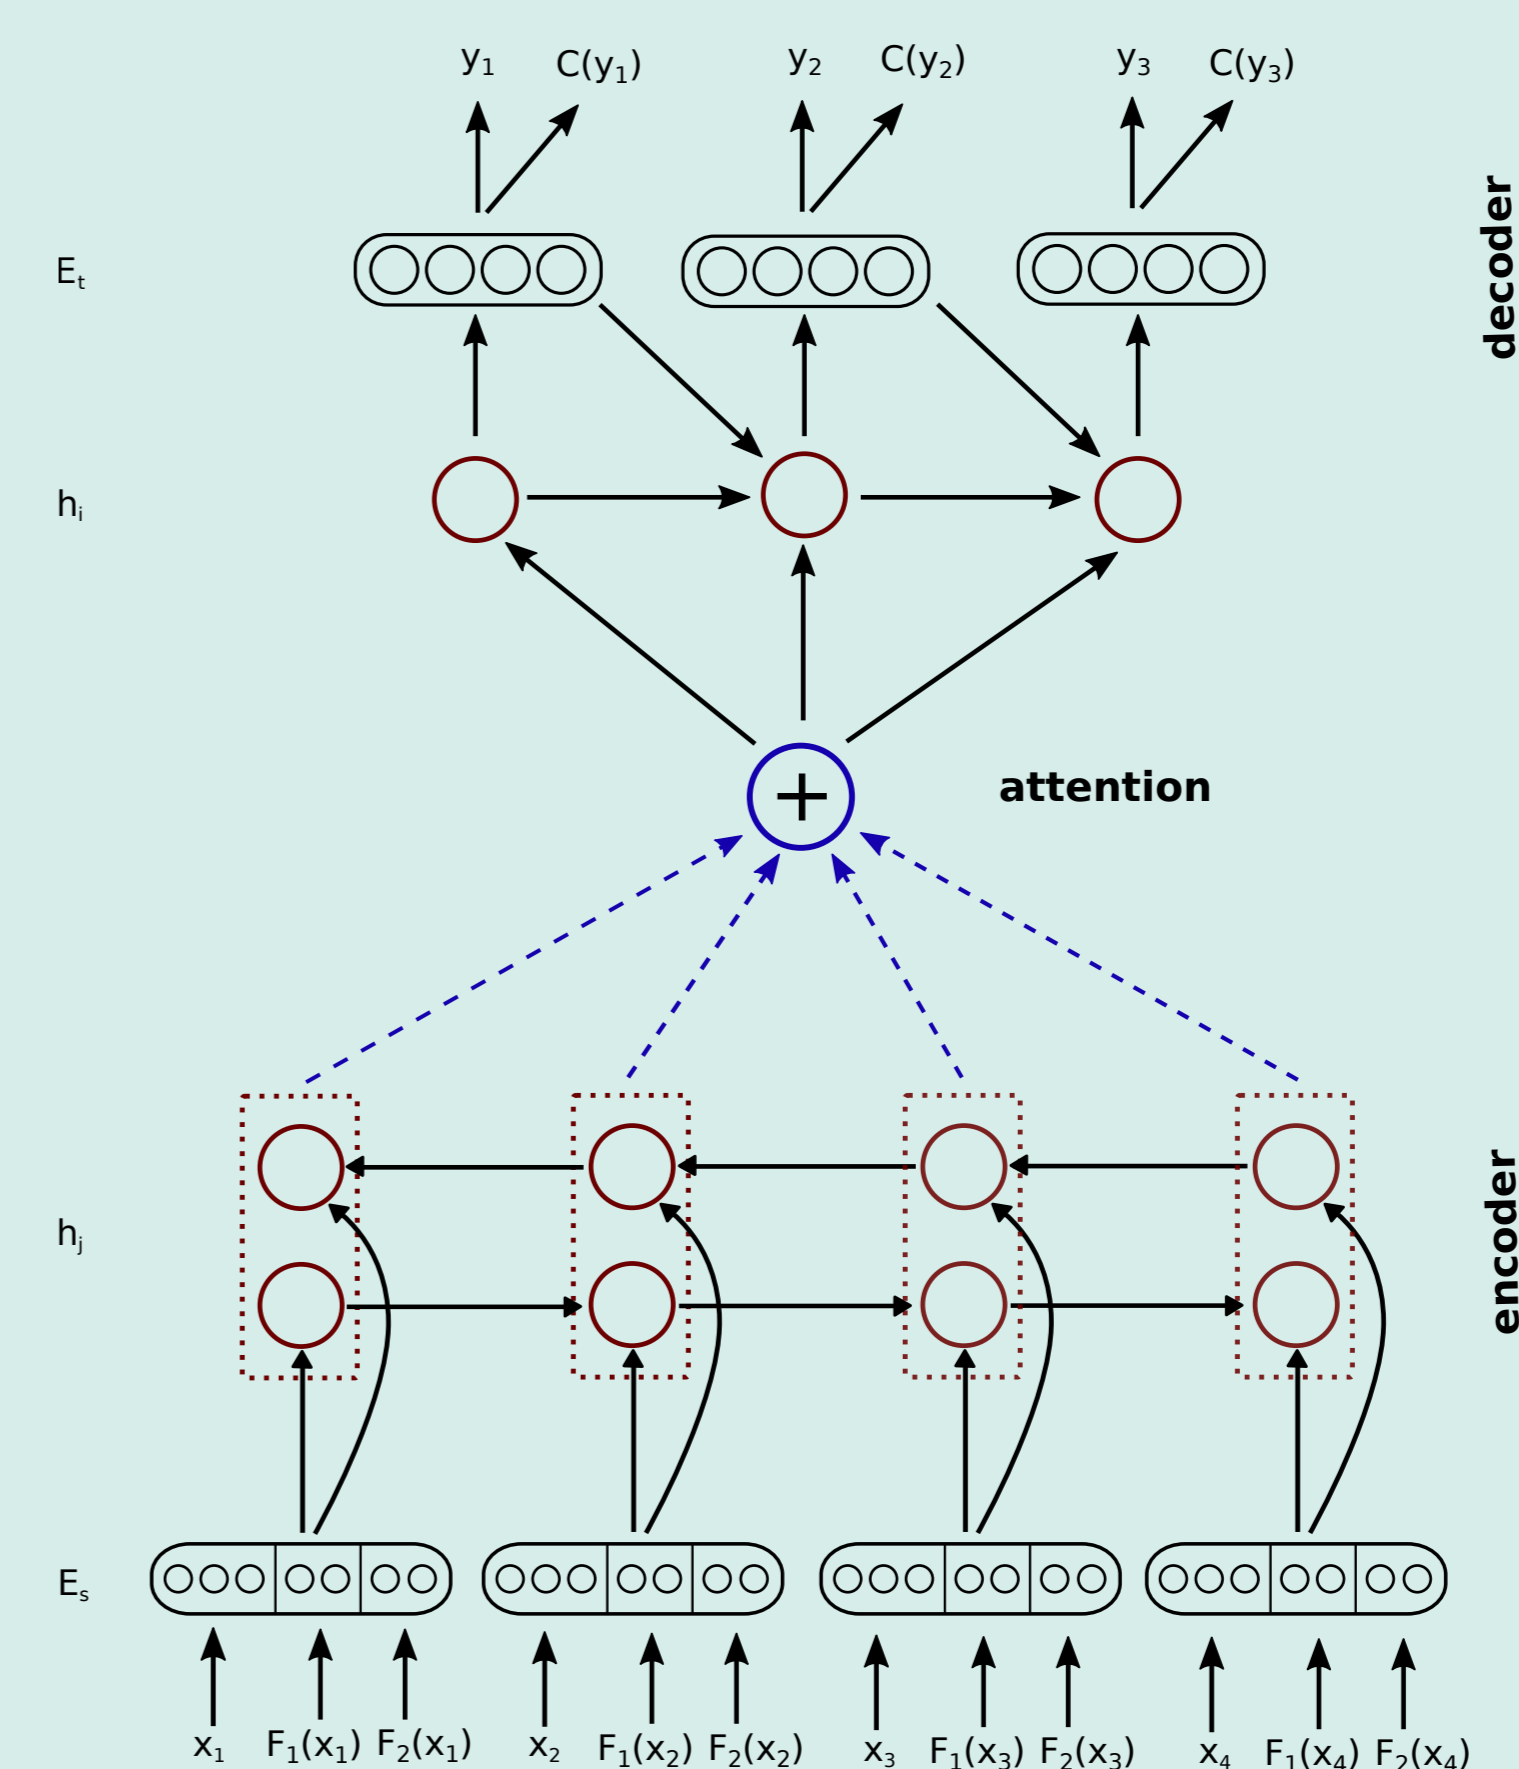 y₁ C(y₁) y₂ C(y₂) y₃ C(y₃)
decoder
Eₜ
hᵢ
+
attention
hⱼ
encoder
Eₛ
x₁ F₁(x₁) F₂(x₁) x₂ F₁(x₂) F₂(x₂) x₃ F₁(x₃) F₂(x₃) x₄ F₁(x₄) F₂(x₄)